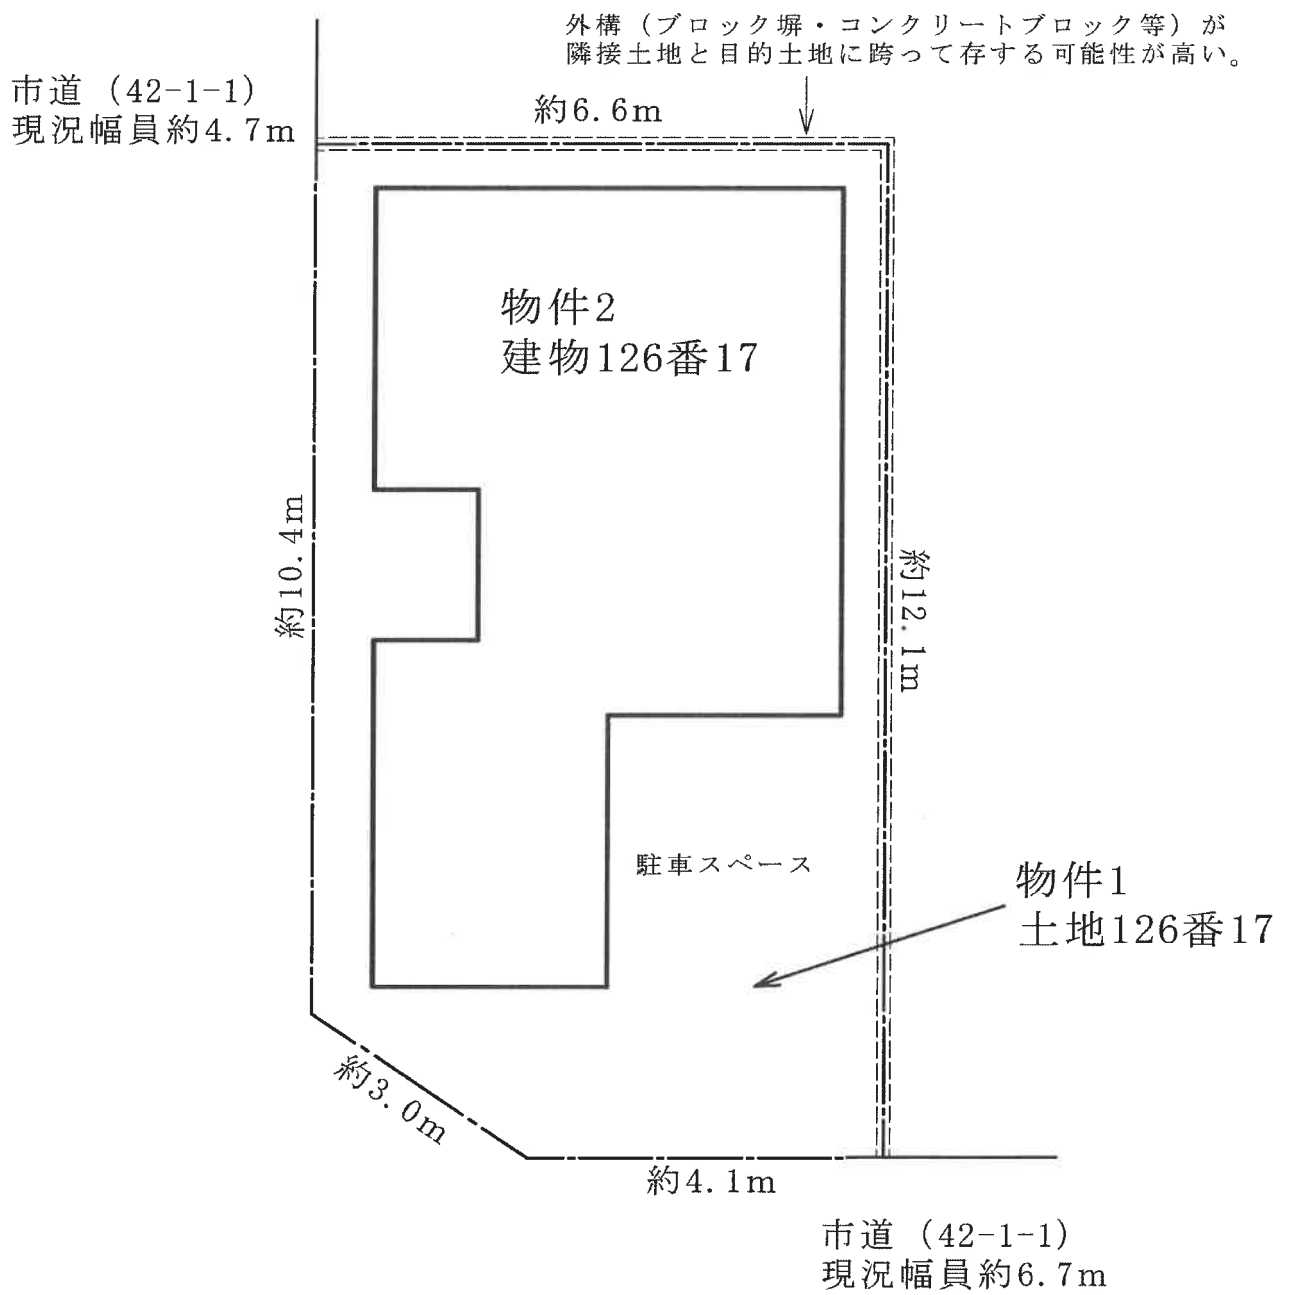 外構（ブロック塀・コンクリートブロック等）が
隣接土地と目的土地に跨って存する可能性が高い。
市道（42-1-1）
現況幅員約4.7m
約6.6m
物件2
建物126番17
約10.4m
約12.1m
駐車スペース
物件1
土地126番17
約3.0m
約4.1m
市道（42-1-1）
現況幅員約6.7m